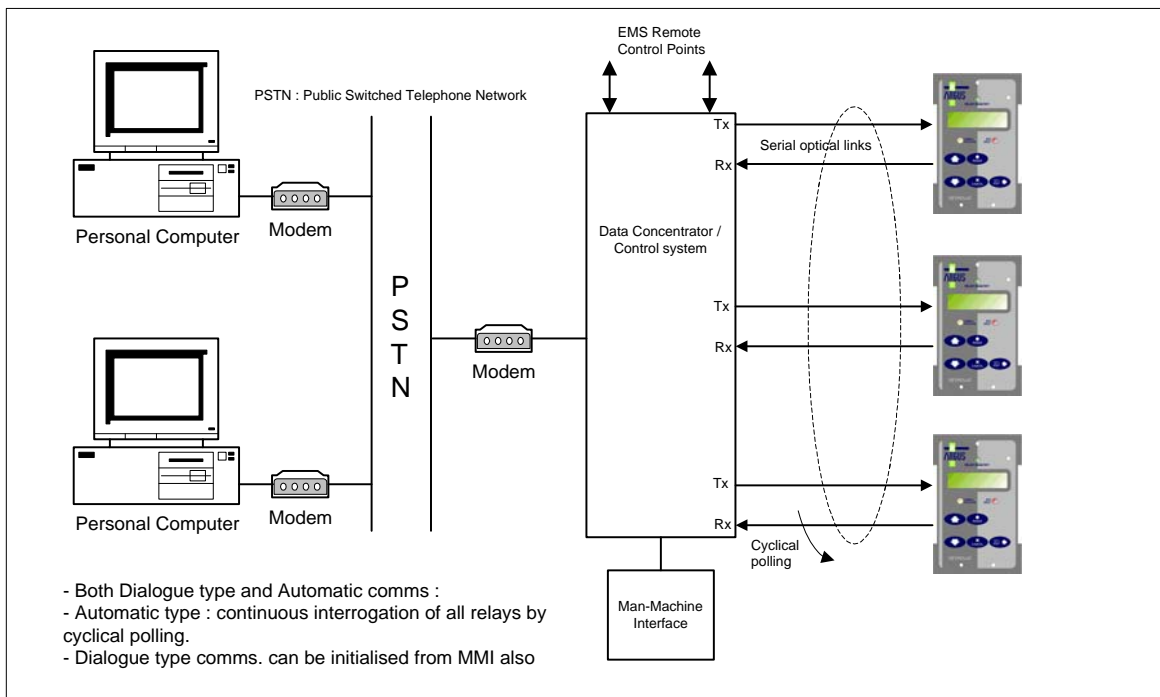 EMS Remote
Control Points
PSTN : Public Switched Telephone Network
Tx
Serial optical links
Rx
ARGUS
Personal Computer
Modem
Data Concentrator /
Control system
P
S
T
N
Tx
Rx
ARGUS
Modem
Personal Computer
Modem
Tx
Rx
ARGUS
Cyclical
polling
Man-Machine
Interface
- Both Dialogue type and Automatic comms :
- Automatic type : continuous interrogation of all relays by
cyclical polling.
- Dialogue type comms. can be initialised from MMI also